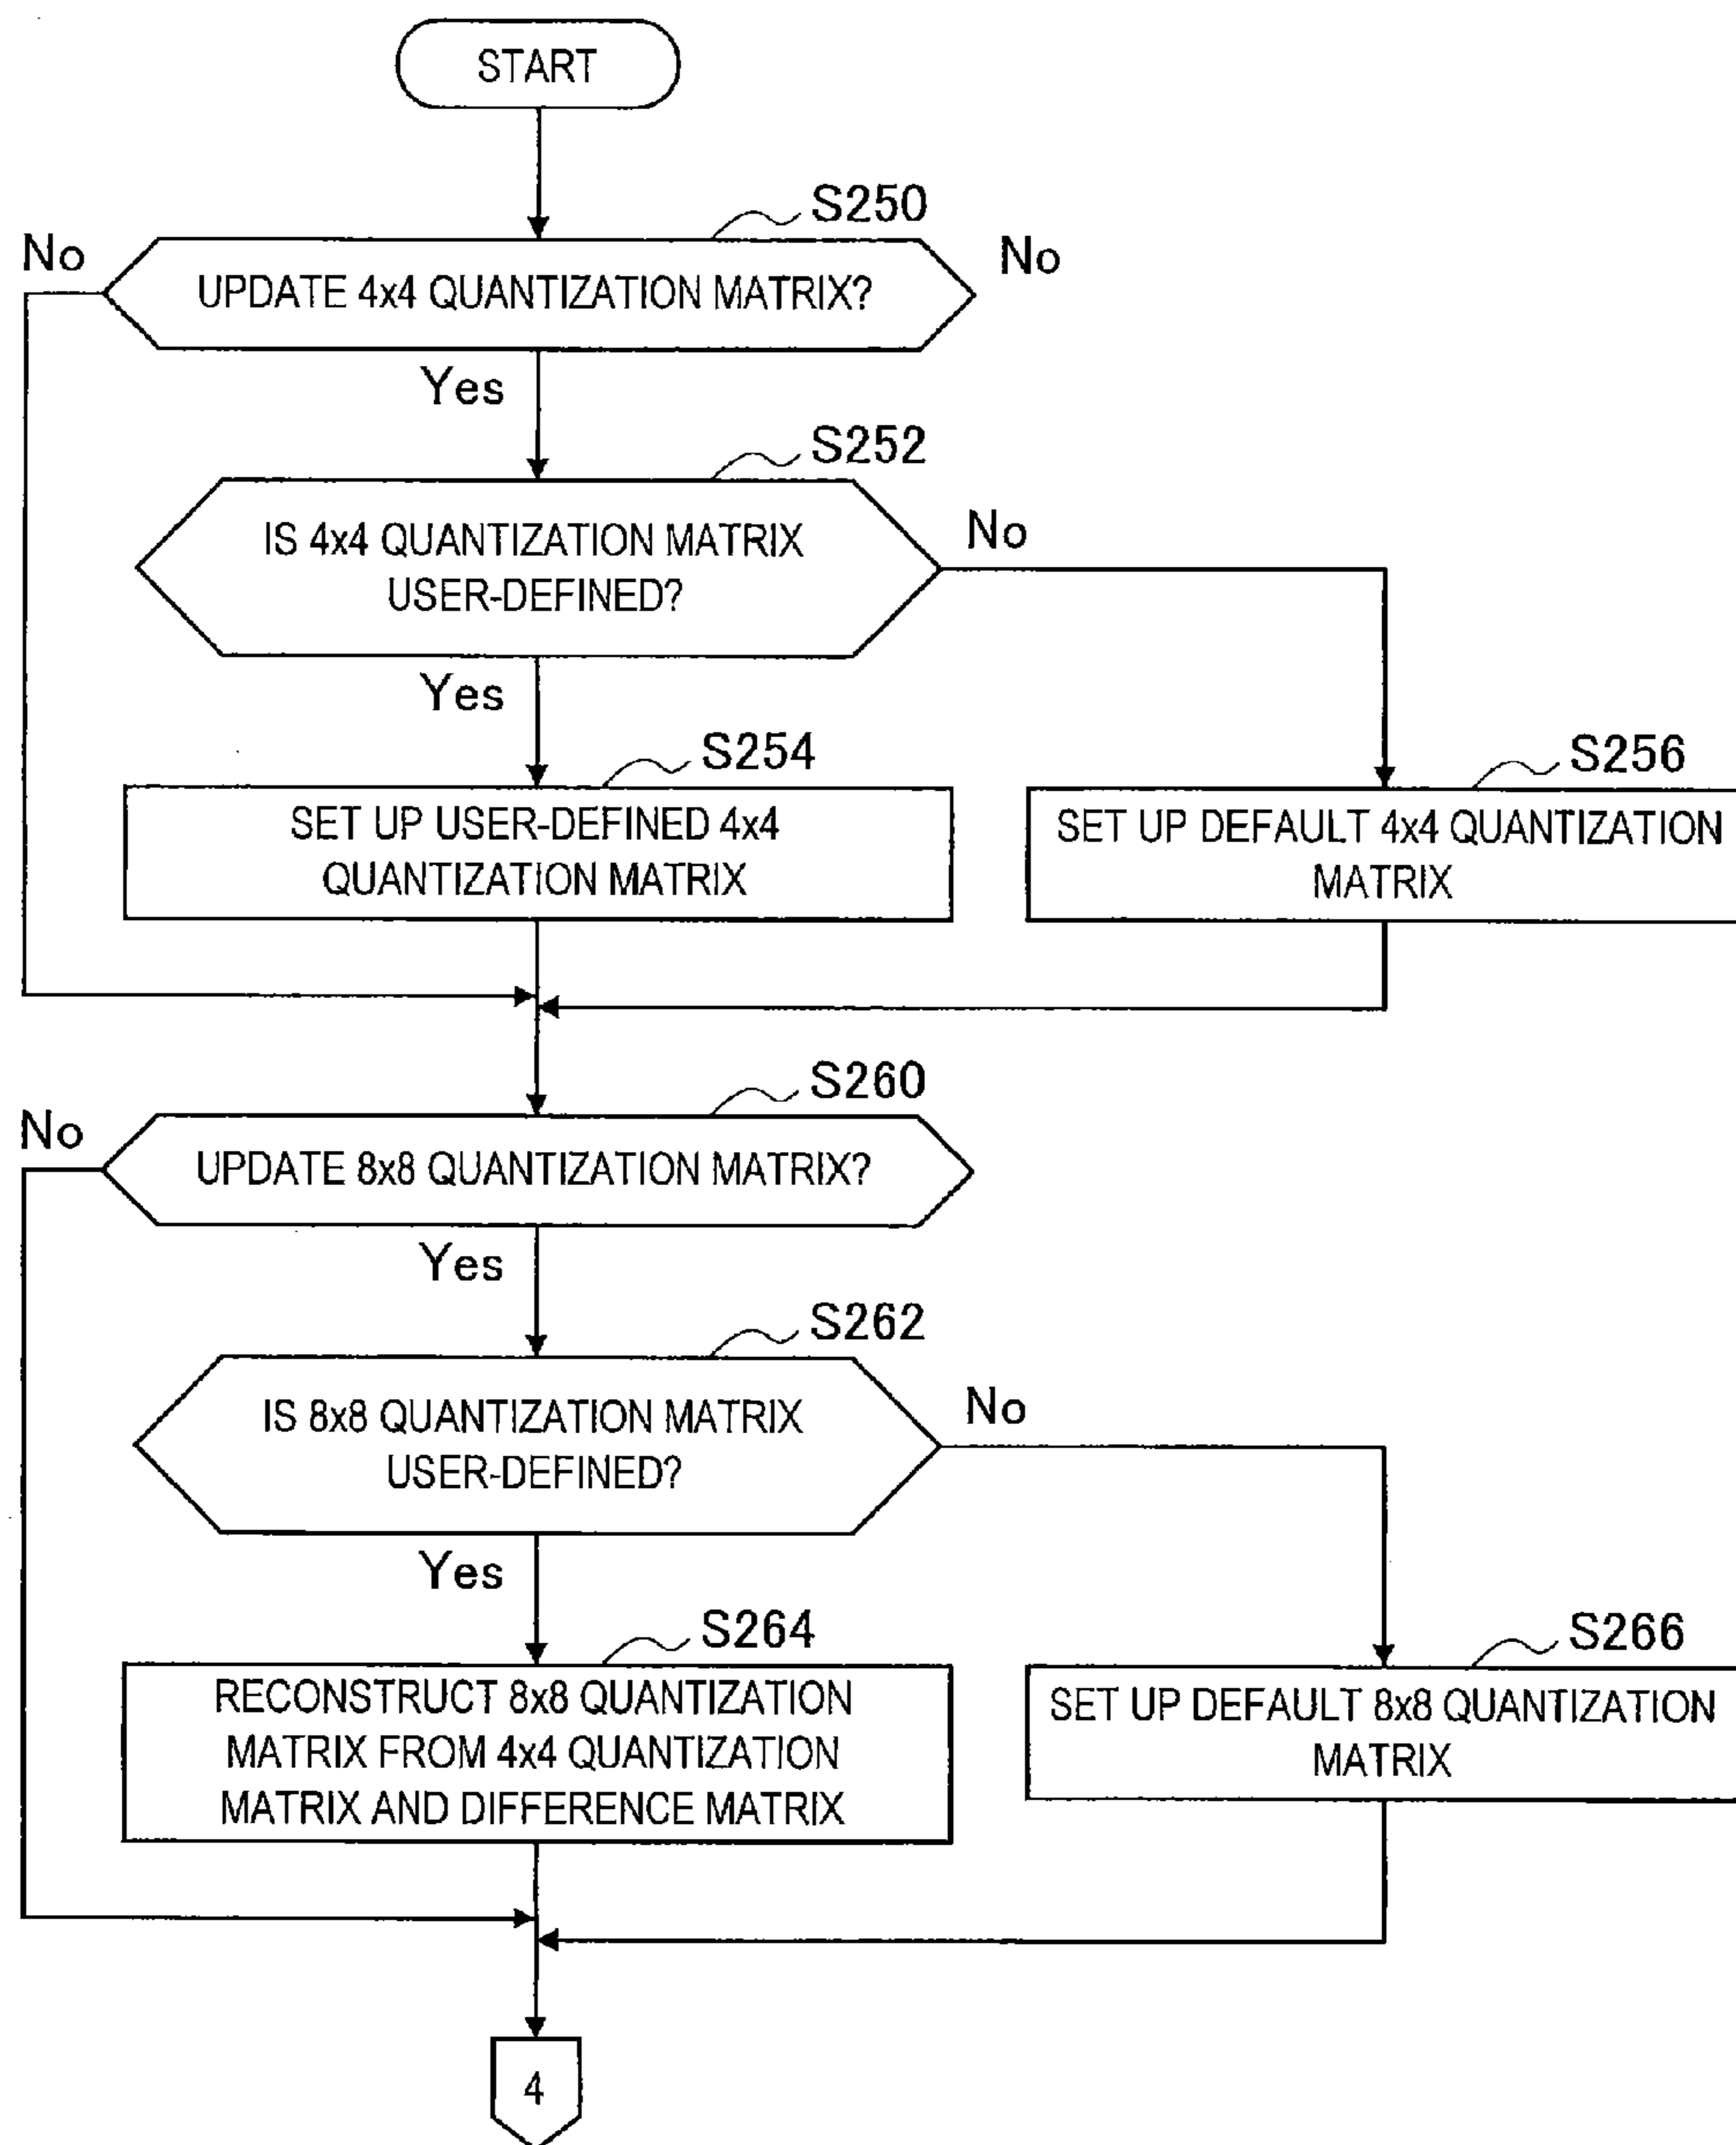 START
S250
No
UPDATE 4x4 QUANTIZATION MATRIX?
No
Yes
S252
IS 4x4 QUANTIZATION MATRIX
USER-DEFINED?
No
Yes
S254
SET UP USER-DEFINED 4x4
QUANTIZATION MATRIX
S256
SET UP DEFAULT 4x4 QUANTIZATION
MATRIX
S260
No
UPDATE 8x8 QUANTIZATION MATRIX?
Yes
S262
IS 8x8 QUANTIZATION MATRIX
USER-DEFINED?
No
Yes
S264
RECONSTRUCT 8x8 QUANTIZATION
MATRIX FROM 4x4 QUANTIZATION
MATRIX AND DIFFERENCE MATRIX
S266
SET UP DEFAULT 8x8 QUANTIZATION
MATRIX
4